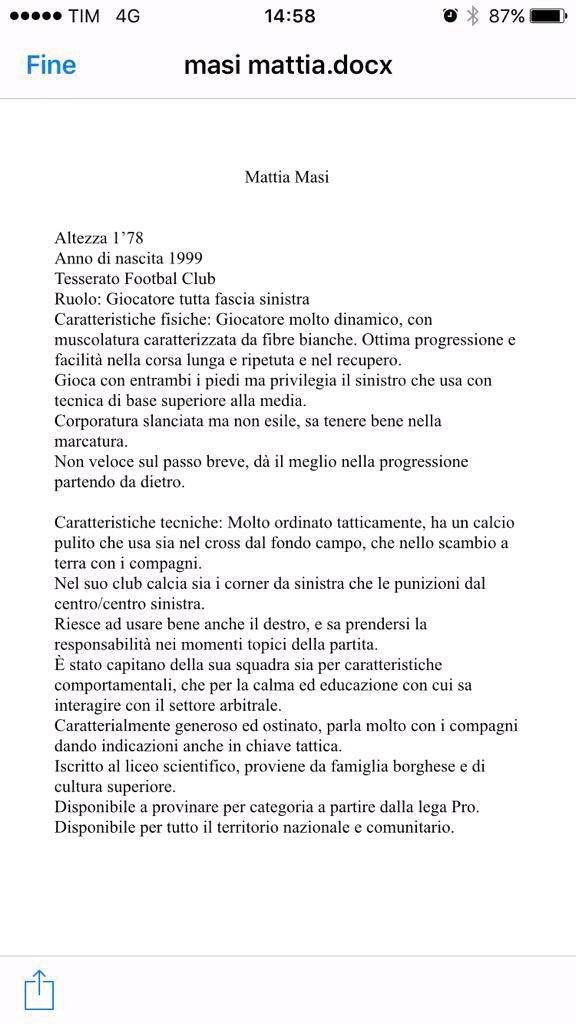 TIM 4G 14:58 87%
Fine masi mattia.docx
Mattia Masi
Altezza 1’78
Anno di nascita 1999
Tesserato Footbal Club
Ruolo: Giocatore tutta fascia sinistra
Caratteristiche fisiche: Giocatore molto dinamico, con
muscolatura caratterizzata da fibre bianche. Ottima progressione e
facilità nella corsa lunga e ripetuta e nel recupero.
Gioca con entrambi i piedi ma privilegia il sinistro che usa con
tecnica di base superiore alla media.
Corporatura slanciata ma non esile, sa tenere bene nella
marcatura.
Non veloce sul passo breve, dà il meglio nella progressione
partendo da dietro.
Caratteristiche tecniche: Molto ordinato tatticamente, ha un calcio
pulito che usa sia nel cross dal fondo campo, che nello scambio a
terra con i compagni.
Nel suo club calcia sia i corner da sinistra che le punizioni dal
centro/centro sinistra.
Riesce ad usare bene anche il destro, e sa prendersi la
responsabilità nei momenti topici della partita.
È stato capitano della sua squadra sia per caratteristiche
comportamentali, che per la calma ed educazione con cui sa
interagire con il settore arbitrale.
Caratterialmente generoso ed ostinato, parla molto con i compagni
dando indicazioni anche in chiave tattica.
Iscritto al liceo scientifico, proviene da famiglia borghese e di
cultura superiore.
Disponibile a provinare per categoria a partire dalla lega Pro.
Disponibile per tutto il territorio nazionale e comunitario.